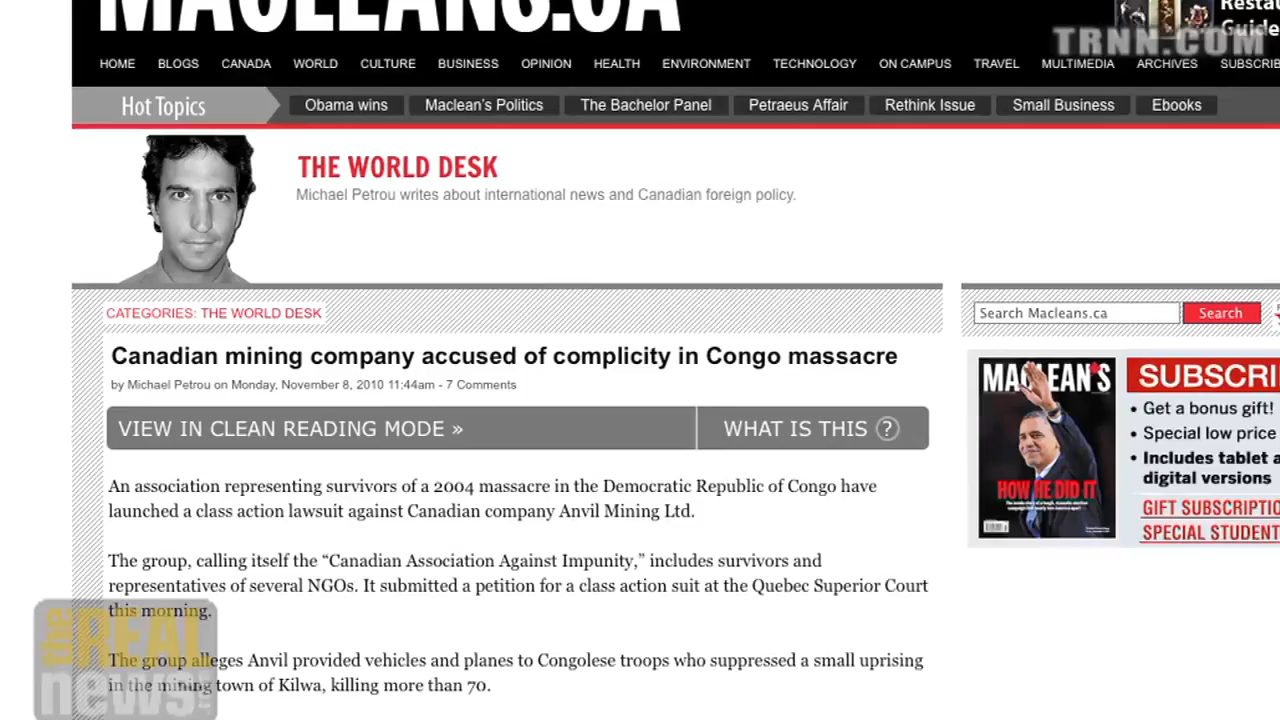 MACLEANS.CA
Restau
Guide
TRNN.COM
HOME BLOGS CANADA WORLD CULTURE BUSINESS OPINION HEALTH ENVIRONMENT TECHNOLOGY ON CAMPUS TRAVEL MULTIMEDIA ARCHIVES SUBSCRIB
Hot Topics Obama wins Maclean's Politics The Bachelor Panel Petraeus Affair Rethink Issue Small Business Ebooks
THE WORLD DESK
Michael Petrou writes about international news and Canadian foreign policy.
CATEGORIES: THE WORLD DESK
Search Macleans.ca Search
Canadian mining company accused of complicity in Congo massacre
by Michael Petrou on Monday, November 8, 2010 11:44am - 7 Comments
VIEW IN CLEAN READING MODE » WHAT IS THIS ?
An association representing survivors of a 2004 massacre in the Democratic Republic of Congo have
launched a class action lawsuit against Canadian company Anvil Mining Ltd.
The group, calling itself the “Canadian Association Against Impunity,” includes survivors and
representatives of several NGOs. It submitted a petition for a class action suit at the Quebec Superior Court
this morning.
The group alleges Anvil provided vehicles and planes to Congolese troops who suppressed a small uprising
in the mining town of Kilwa, killing more than 70.
MACLEAN'S
HOW HE DID IT
SUBSCRI
• Get a bonus gift!
• Special low price
• Includes tablet a
digital versions
GIFT SUBSCRIPTIO
SPECIAL STUDENT
the REAL
news